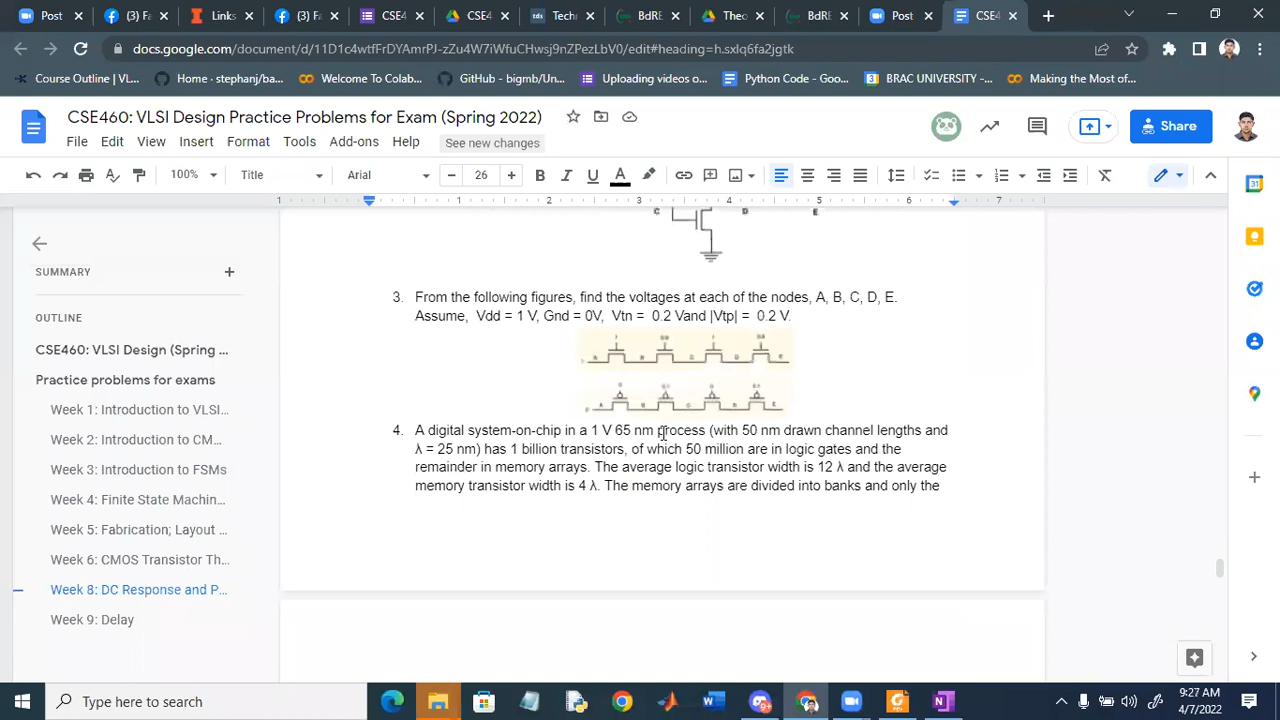 (3) Fa
Links
(3) Fa
CSE4
CSE4
Techn
BdRE
Theo
BdRE
Post
CSE4
docs.google.com/document/d/11D1c4wtfFrDYAmrPJ-zZu4W7iWfuCHwsj9nZPezLbV0/edit#heading=h.sxlq6fa2jgtk
Course Outline | VL...
Home - stephanj/ba...
Welcome To Colab...
GitHub - bigmb/Un...
Uploading videos o...
Python Code - Goo...
BRAC UNIVERSITY -...
Making the Most of...
CSE460: VLSI Design Practice Problems for Exam (Spring 2022)
Share
File Edit View Insert Format Tools Add-ons Help See new changes
100% Title Arial 26
1 1 2 3 4 5 6 7
SUMMARY
OUTLINE
CSE460: VLSI Design (Spring ...
Practice problems for exams
Week 1: Introduction to VLSI...
Week 2: Introduction to CM...
Week 3: Introduction to FSMs
Week 4: Finite State Machin...
Week 5: Fabrication; Layout ...
Week 6: CMOS Transistor Th...
Week 8: DC Response and P...
Week 9: Delay
C D E
3. From the following figures, find the voltages at each of the nodes, A, B, C, D, E.
Assume, Vdd = 1 V, Gnd = 0V, Vtn = 0.2 Vand |Vtp| = 0.2 V.
4. A digital system-on-chip in a 1 V 65 nm process (with 50 nm drawn channel lengths and
λ = 25 nm) has 1 billion transistors, of which 50 million are in logic gates and the
remainder in memory arrays. The average logic transistor width is 12 λ and the average
memory transistor width is 4 λ. The memory arrays are divided into banks and only the
Type here to search
9:27 AM
4/7/2022